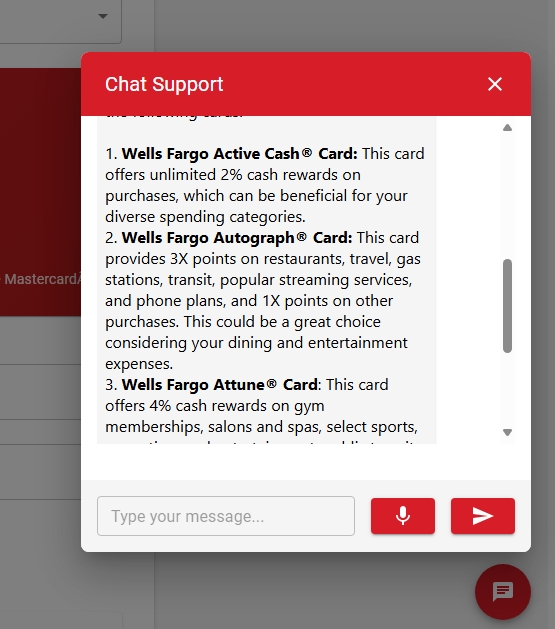 Chat Support
the following cards:
1. Wells Fargo Active Cash® Card: This card
offers unlimited 2% cash rewards on
purchases, which can be beneficial for your
diverse spending categories.
2. Wells Fargo Autograph® Card: This card
provides 3X points on restaurants, travel, gas
stations, transit, popular streaming services,
and phone plans, and 1X points on other
purchases. This could be a great choice
considering your dining and entertainment
expenses.
3. Wells Fargo Attune® Card: This card
offers 4% cash rewards on gym
memberships, salons and spas, select sports,
MastercardÂ
Type your message...